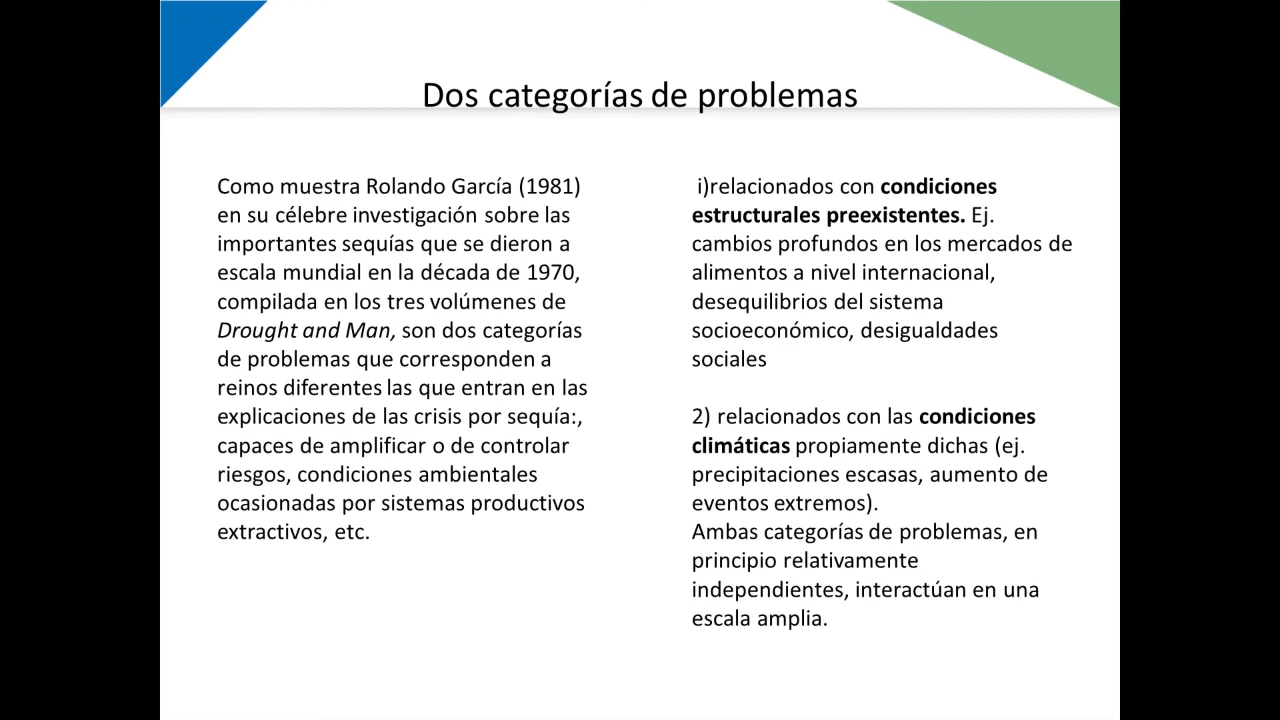 Dos categorías de problemas
Como muestra Rolando García (1981)
en su célebre investigación sobre las
importantes sequías que se dieron a
escala mundial en la década de 1970,
compilada en los tres volúmenes de
Drought and Man, son dos categorías
de problemas que corresponden a
reinos diferentes las que entran en las
explicaciones de las crisis por sequía:,
capaces de amplificar o de controlar
riesgos, condiciones ambientales
ocasionadas por sistemas productivos
extractivos, etc.
i)relacionados con condiciones
estructurales preexistentes. Ej.
cambios profundos en los mercados de
alimentos a nivel internacional,
desequilibrios del sistema
socioeconómico, desigualdades
sociales
2) relacionados con las condiciones
climáticas propiamente dichas (ej.
precipitaciones escasas, aumento de
eventos extremos).
Ambas categorías de problemas, en
principio relativamente
independientes, interactúan en una
escala amplia.